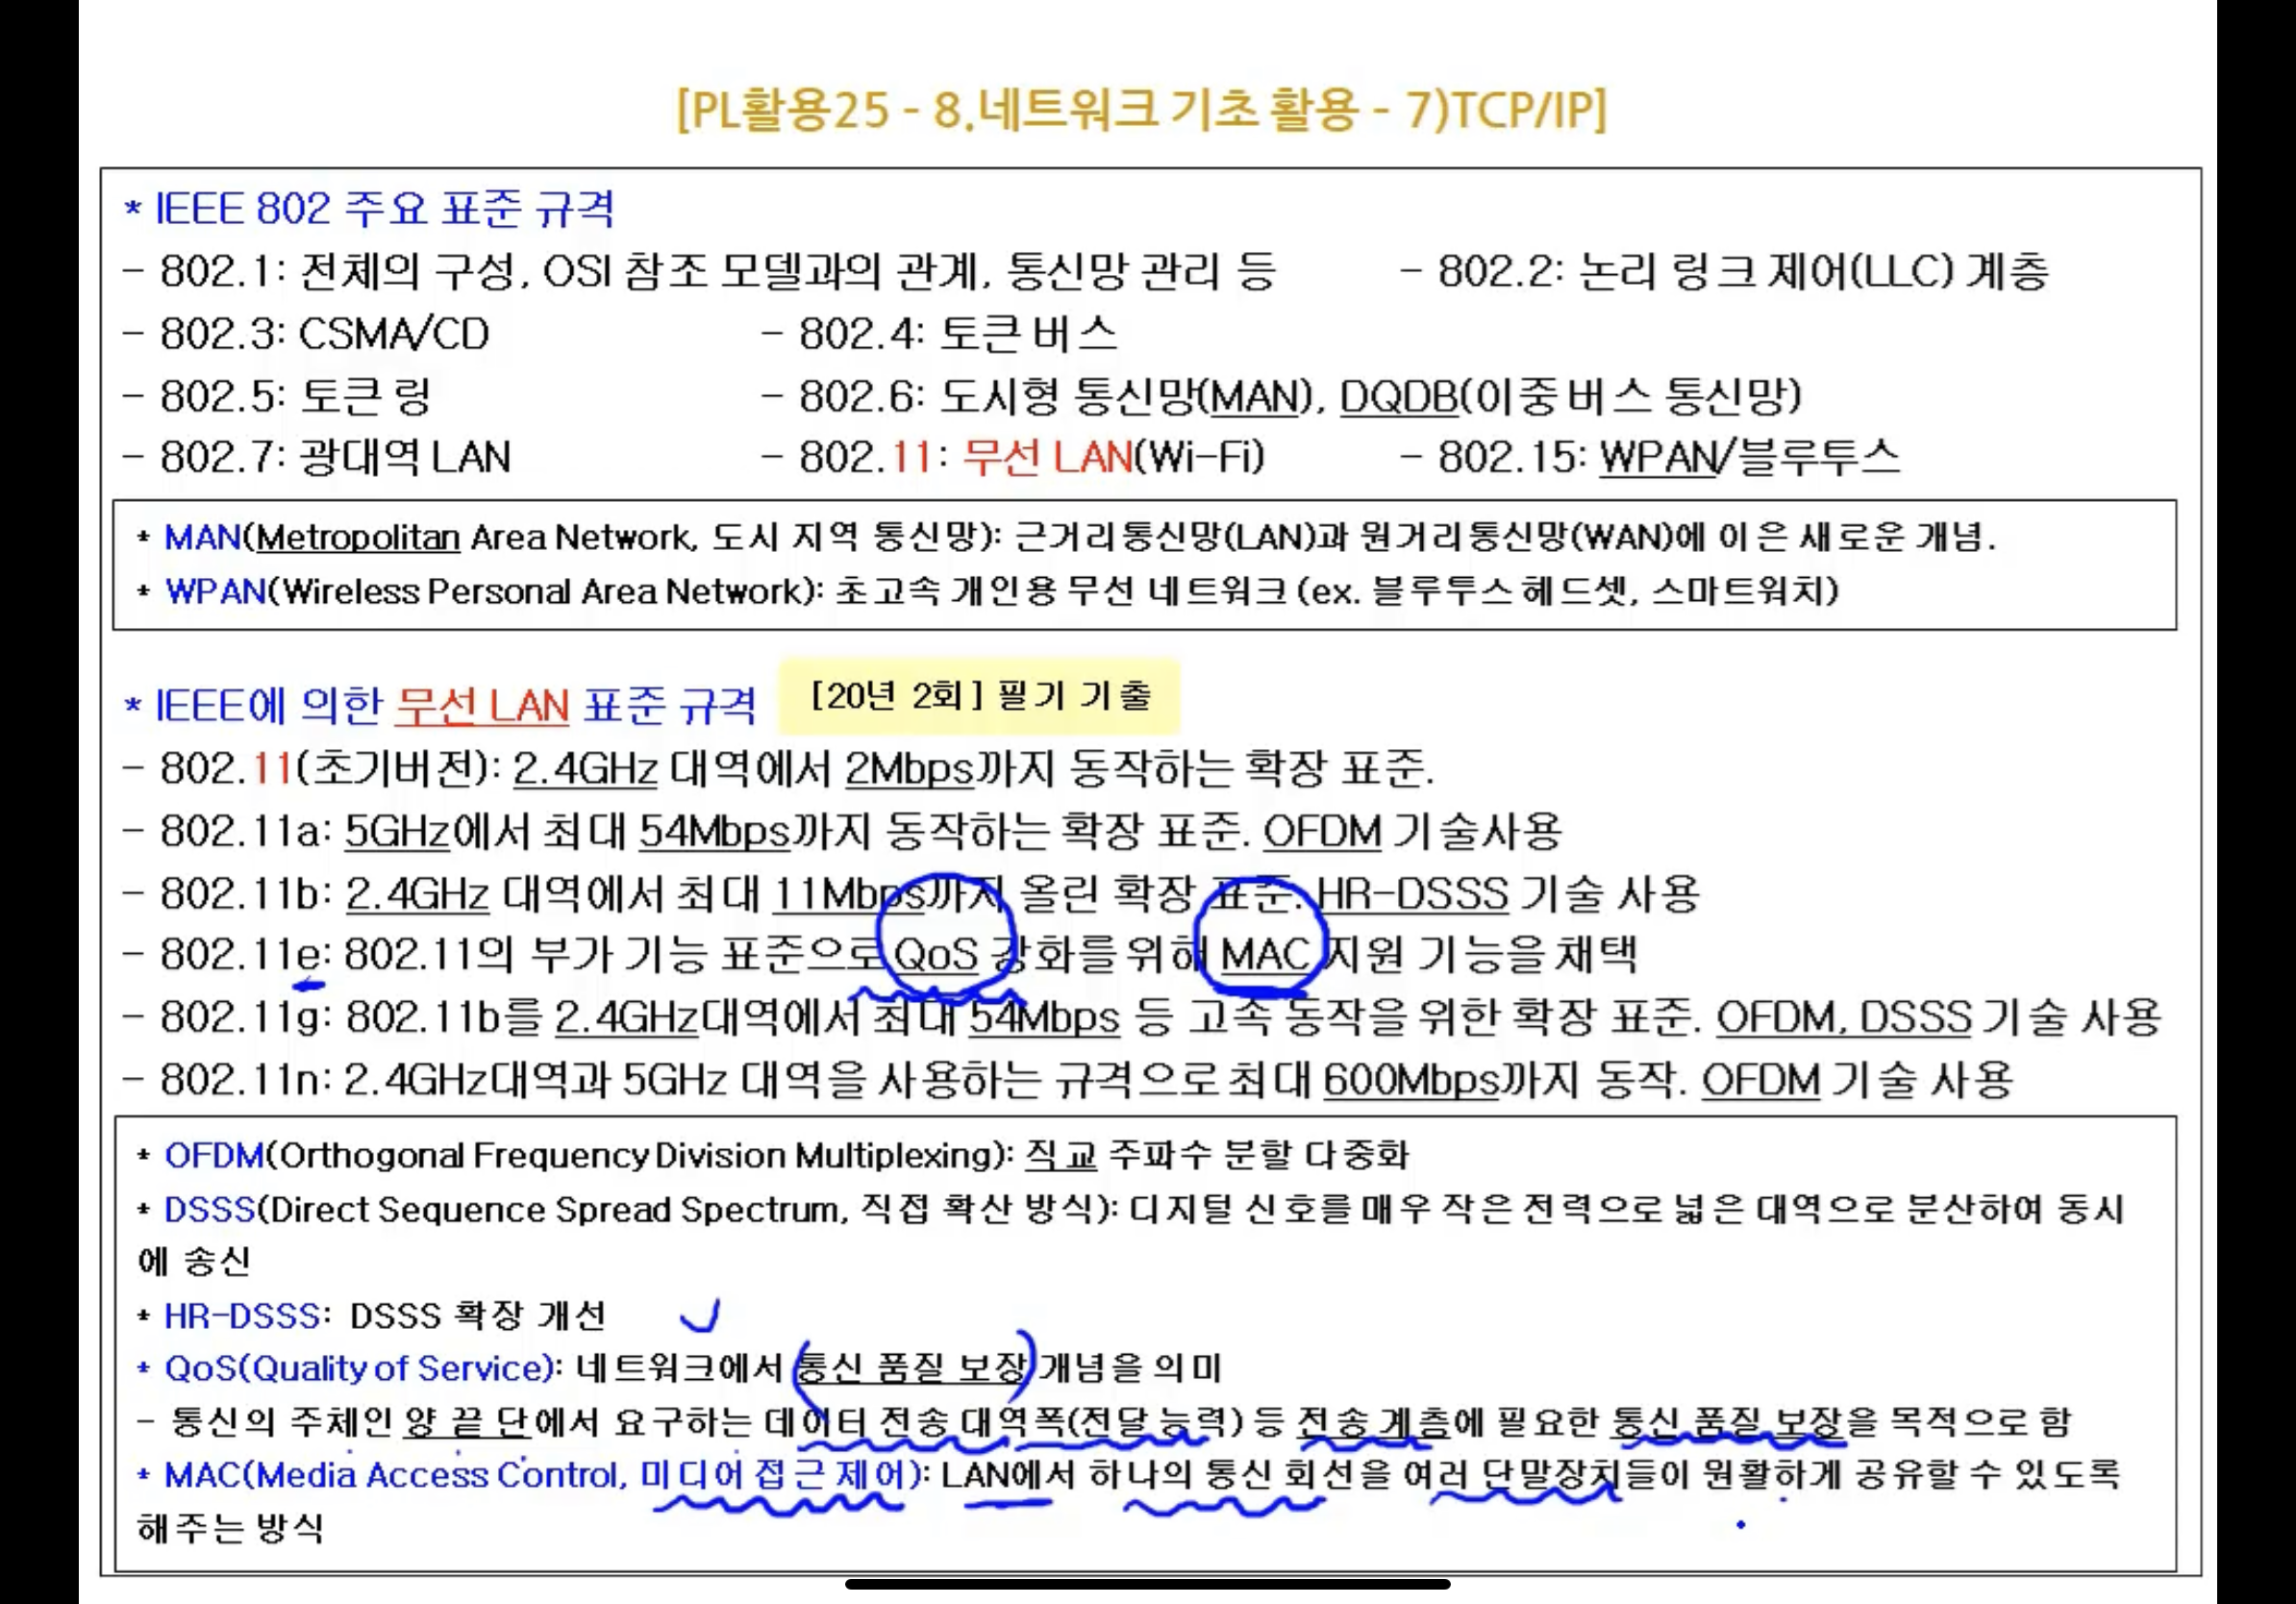 [PL활용25 - 8.네트워크 기초 활용 - 7)TCP/IP]
* IEEE 802 주요 표준 규격
- 802.1: 전체의 구성, OSI 참조 모델과의 관계, 통신망 관리 등 - 802.2: 논리 링크 제어(LLC) 계층
- 802.3: CSMA/CD - 802.4: 토큰 버스
- 802.5: 토큰 링 - 802.6: 도시형 통신망(MAN), DQDB(이중 버스 통신망)
- 802.7: 광대역 LAN - 802.11: 무선 LAN(Wi-Fi) - 802.15: WPAN/블루투스
* MAN(Metropolitan Area Network, 도시 지역 통신망): 근거리통신망(LAN)과 원거리통신망(WAN)에 이은 새로운 개념.
* WPAN(Wireless Personal Area Network): 초고속 개인용 무선 네트워크 (ex. 블루투스 헤드셋, 스마트워치)
* IEEE에 의한 무선 LAN 표준 규격 [20년 2회] 필기 기출
- 802.11(초기버전): 2.4GHz 대역에서 2Mbps까지 동작하는 확장 표준.
- 802.11a: 5GHz에서 최대 54Mbps까지 동작하는 확장 표준. OFDM 기술사용
- 802.11b: 2.4GHz 대역에서 최대 11Mbps까지 올린 확장 표준. HR-DSSS 기술 사용
- 802.11e: 802.11의 부가 기능 표준으로 QoS 강화를 위해 MAC 지원 기능을 채택
- 802.11g: 802.11b를 2.4GHz대역에서 최대 54Mbps 등 고속 동작을 위한 확장 표준. OFDM, DSSS 기술 사용
- 802.11n: 2.4GHz대역과 5GHz 대역을 사용하는 규격으로 최대 600Mbps까지 동작. OFDM 기술 사용
* OFDM(Orthogonal Frequency Division Multiplexing): 직교 주파수 분할 다중화
* DSSS(Direct Sequence Spread Spectrum, 직접 확산 방식): 디지털 신호를 매우 작은 전력으로 넓은 대역으로 분산하여 동시
에 송신
* HR-DSSS: DSSS 확장 개선
* QoS(Quality of Service): 네트워크에서 통신 품질 보장 개념을 의미
- 통신의 주체인 양 끝 단에서 요구하는 데이터 전송 대역폭(전달 능력) 등 전송 계층에 필요한 통신 품질 보장을 목적으로 함
* MAC(Media Access Control, 미디어 접근 제어): LAN에서 하나의 통신 회선을 여러 단말장치들이 원활하게 공유할 수 있도록
해주는 방식